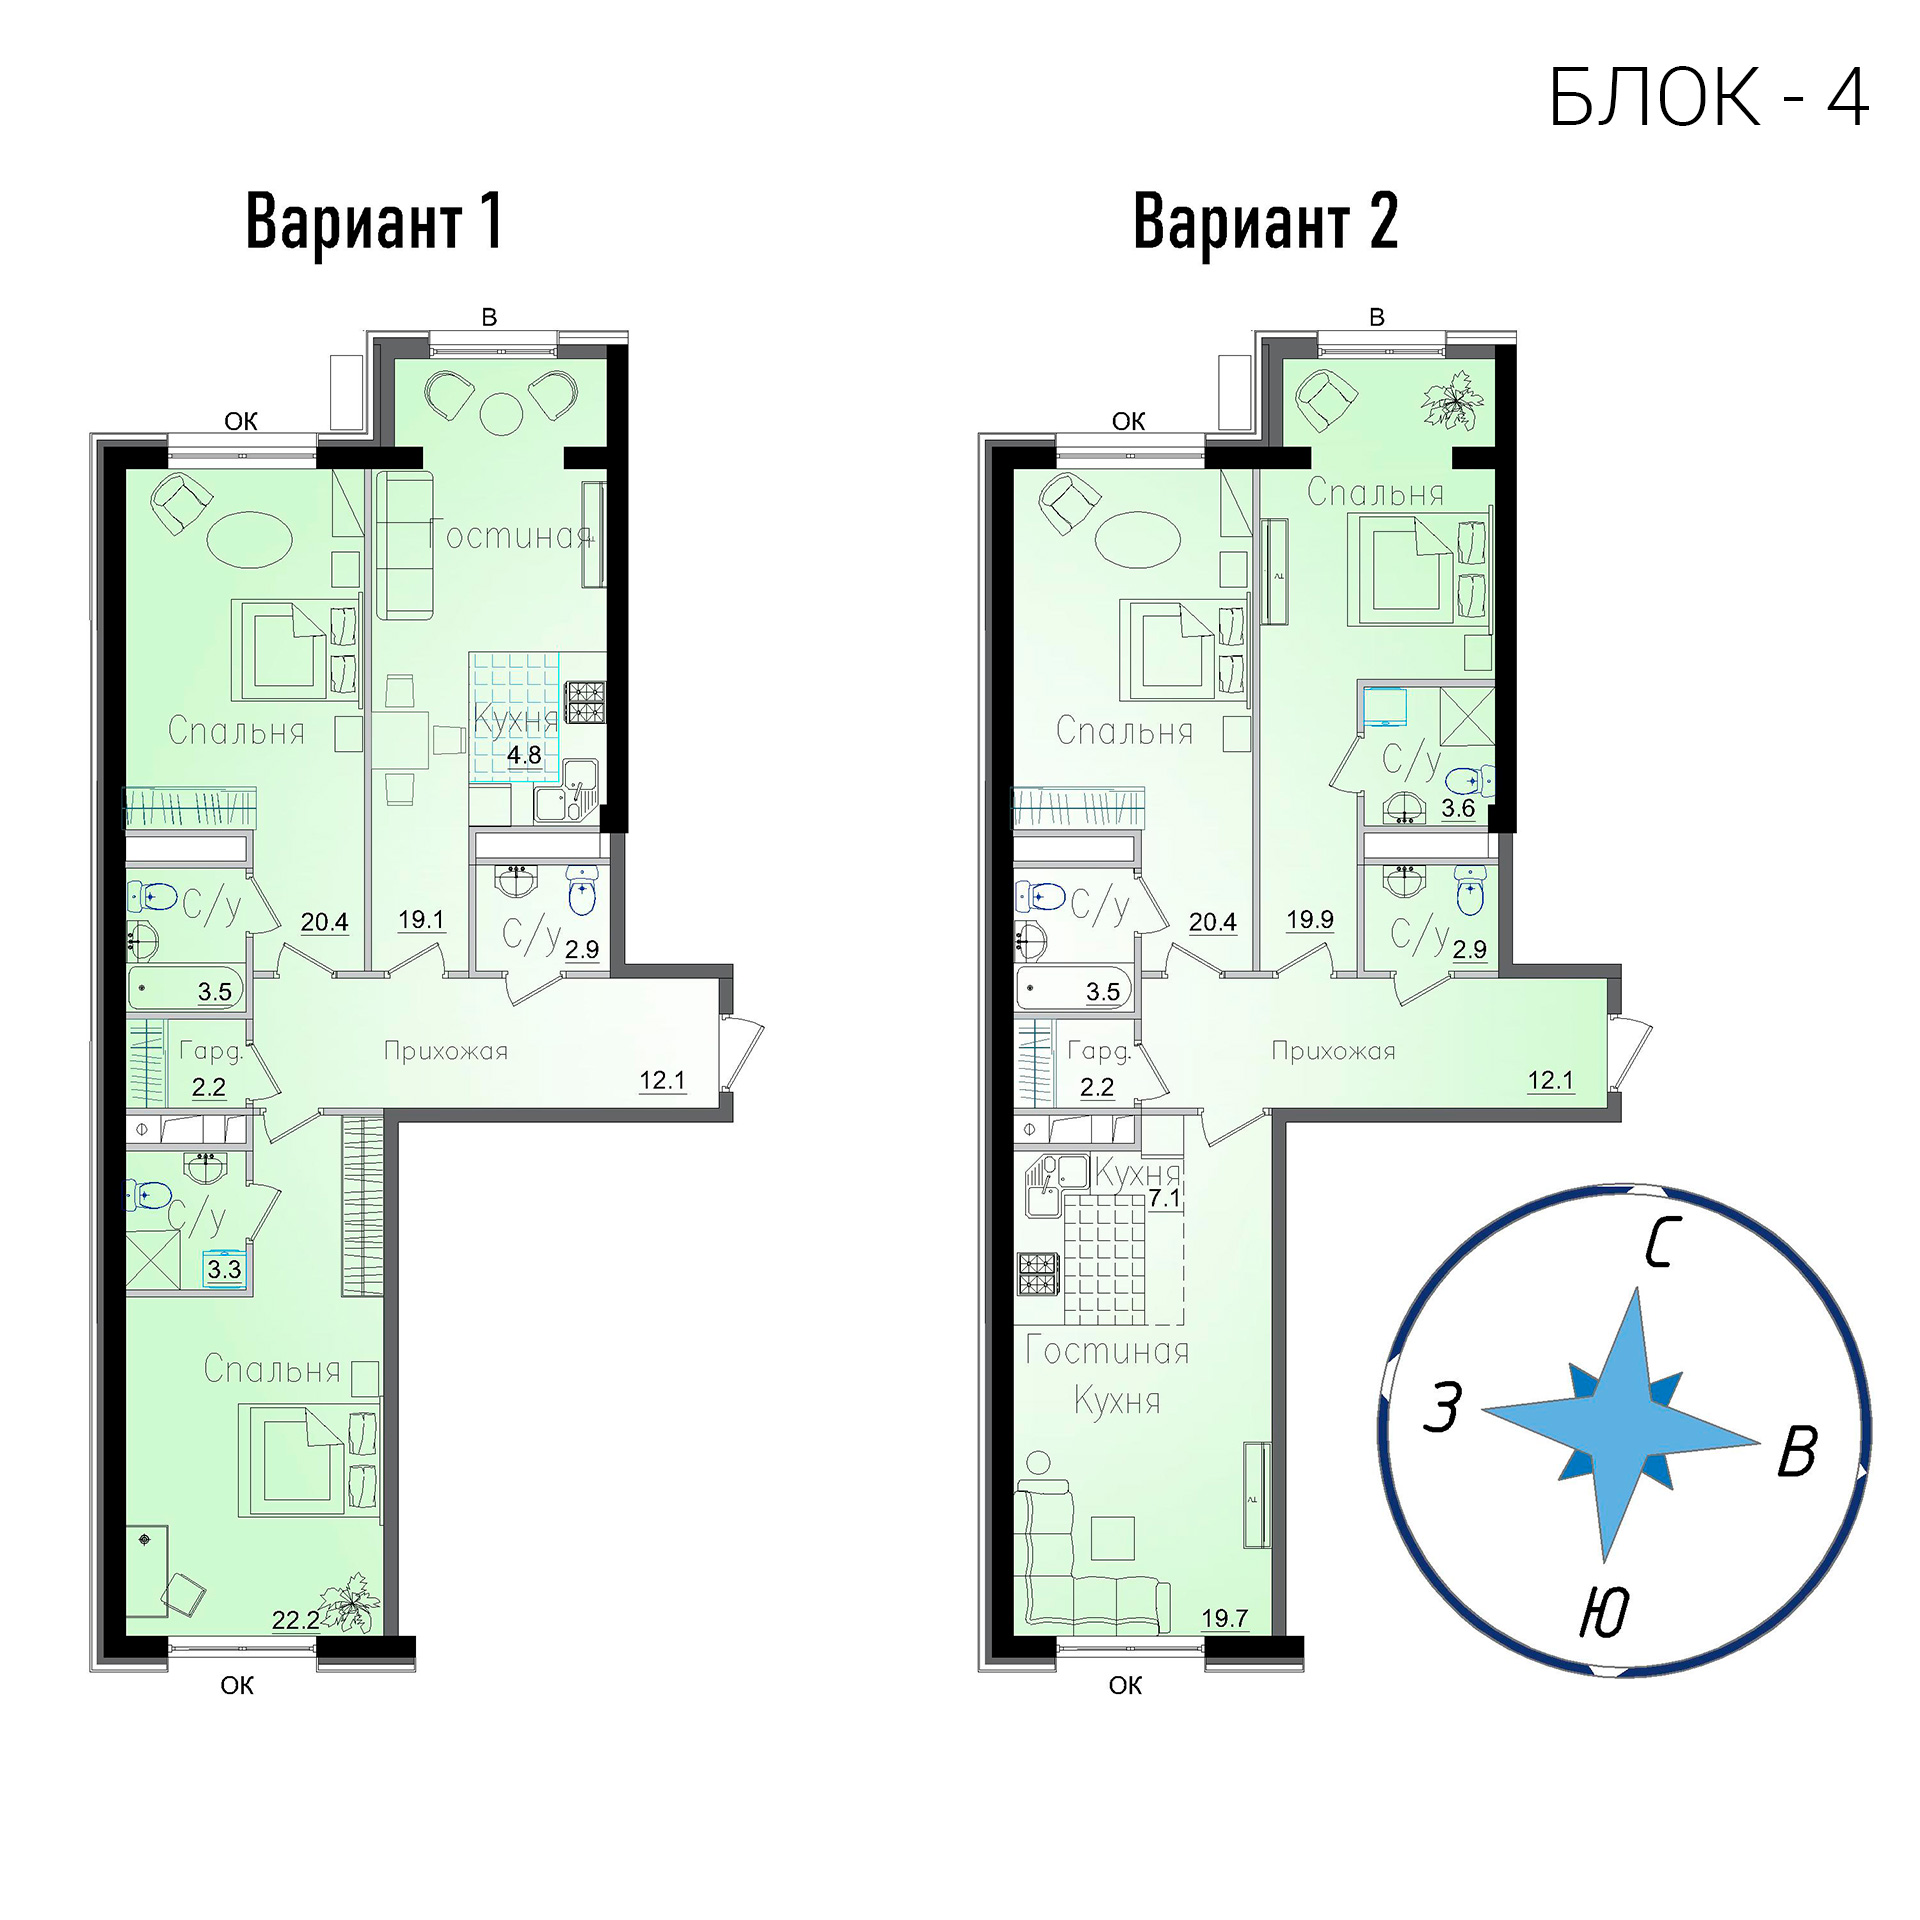 БЛОК - 4
Вариант 1
В
ОК
Гостиная
TV
Кухня
4.8
Спальня
С/у
20.4
19.1
С/у
2.9
3.5
Гард.
2.2
Прихожая
12.1
С/у
3.3
Спальня
22.2
ОК
Вариант 2
В
ОК
Спальня
TV
Спальня
С/у
3.6
С/у
20.4
19.9
С/у
2.9
3.5
Гард.
2.2
Прихожая
12.1
Кухня
7.1
Гостиная
Кухня
TV
19.7
ОК
С
З
В
Ю